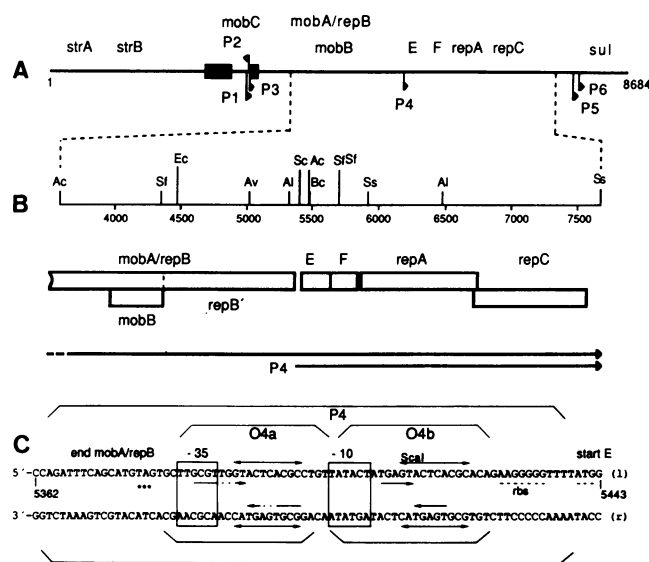 mobA/repB
mobC
strA strB P2 mobB E F repA repC sul
A
1 P1 P3 P4 P6 8684
P5
Ec Sc Ac SfSf
Ac Sf Av Al Bc Ss Al Ss
B
4000 4500 5000 5500 6000 6500 7000 7500
mobA/repB E F repA repC
mobB repB´
P4
P4
O4a O4b
C end mobA/repB - 35 - 10 ScaI start E
5´-CCAGATTTCAGCATGTAGTGCTTGCGTTGGTACTCACGCCTGTTATACTATGAGTACTCACGCACAGAAGGGGGTTTTATGG (l)
5362 *** rbs 5443
3´-GGTCTAAAGTCGTACATCACGAACGCAACCATGAGTGCGGACAATATGATACTCATGAGTGCGTGTCTTCCCCCAAAATACC (r)